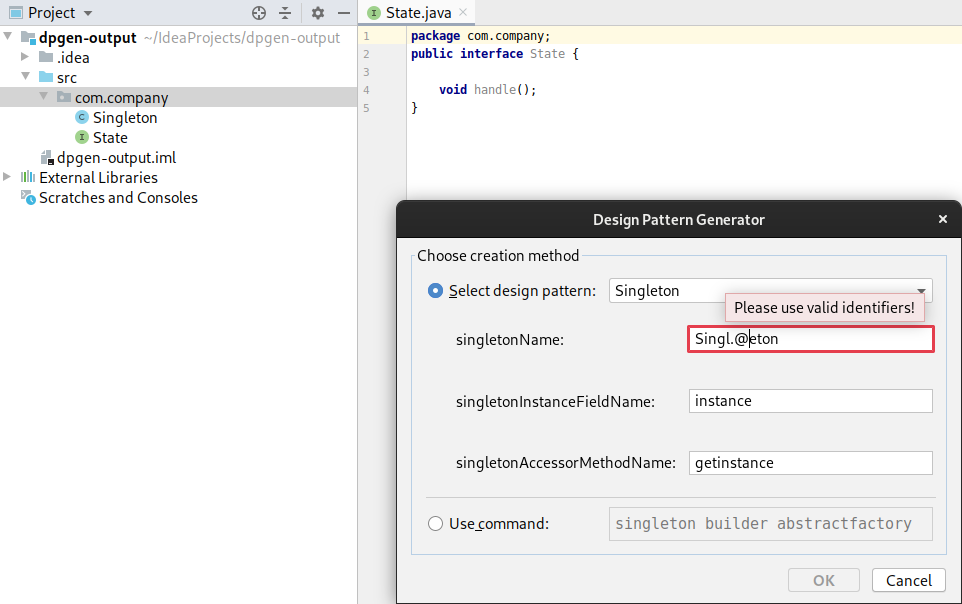 Project
dpgen-output ~/IdeaProjects/dpgen-output
.idea
src
com.company
C Singleton
I State
dpgen-output.iml
External Libraries
Scratches and Consoles
I State.java
1 package com.company;
2 public interface State {
3
4 void handle();
5 }
Design Pattern Generator
Choose creation method
Select design pattern: Singleton
Please use valid identifiers!
singletonName: Singl.@eton
singletonInstanceFieldName: instance
singletonAccessorMethodName: getinstance
Use command: singleton builder abstractfactory
OK Cancel